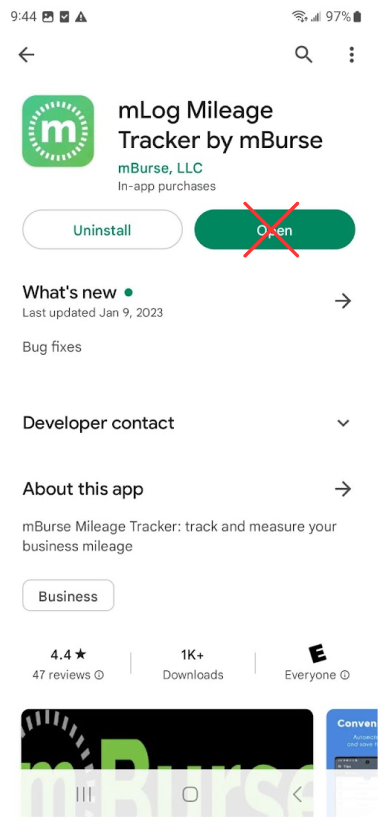 9:44 97%
m
mLog Mileage
Tracker by mBurse
mBurse, LLC
In-app purchases
Uninstall
Open
What's new
Last updated Jan 9, 2023
Bug fixes
Developer contact
About this app
mBurse Mileage Tracker: track and measure your
business mileage
Business
4.4★ 1K+ E
47 reviews Downloads Everyone
mBurse
Conven